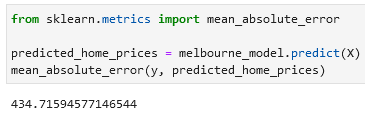 from sklearn.metrics import mean_absolute_error
predicted_home_prices = melbourne_model.predict(X)
mean_absolute_error(y, predicted_home_prices)
434.71594577146544